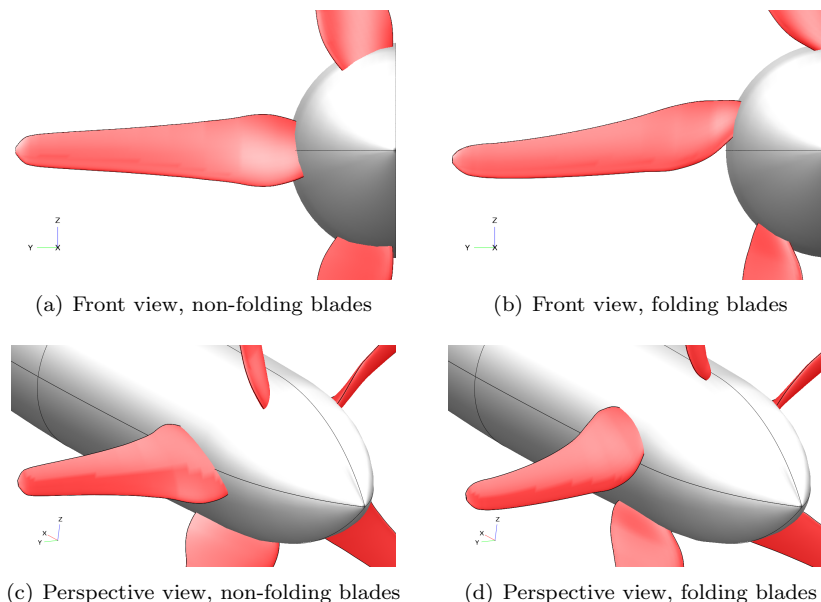 Z
Y X
Z
Y X
(a) Front view, non-folding blades
(b) Front view, folding blades
Z
X
Y
Z
X
Y
(c) Perspective view, non-folding blades
(d) Perspective view, folding blades